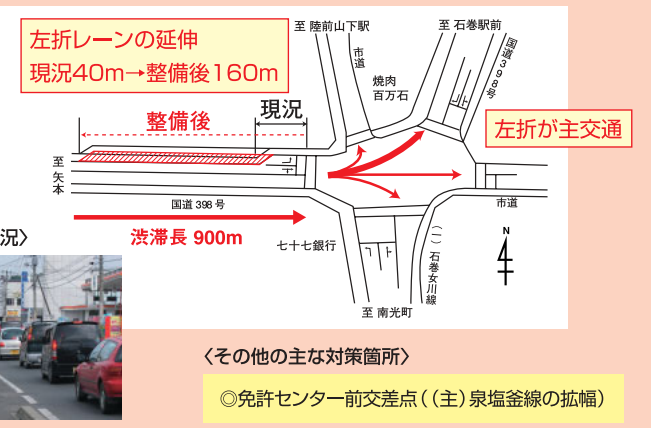 左折レーンの延伸
現況40m→整備後160m
至 陸前山下駅
至 石巻駅前
市道
国道398号
焼肉
百万石
整備後
現況
左折が主交通
至 矢本
市道
国道 398 号
渋滞長 900m
七十七銀行
(一)石巻女川線
N
至 南光町
況〉
〈その他の主な対策箇所〉
◎免許センター前交差点((主)泉塩釜線の拡幅)